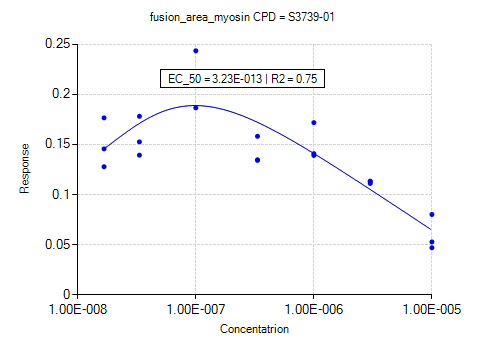 fusion_area_myosin CPD = S3739-01
0.25
EC_50 = 3.23E-013 | R2 = 0.75
0.2
0.15
Response
0.1
0.05
0
1.00E-008 1.00E-007 1.00E-006 1.00E-005
Concentatrion